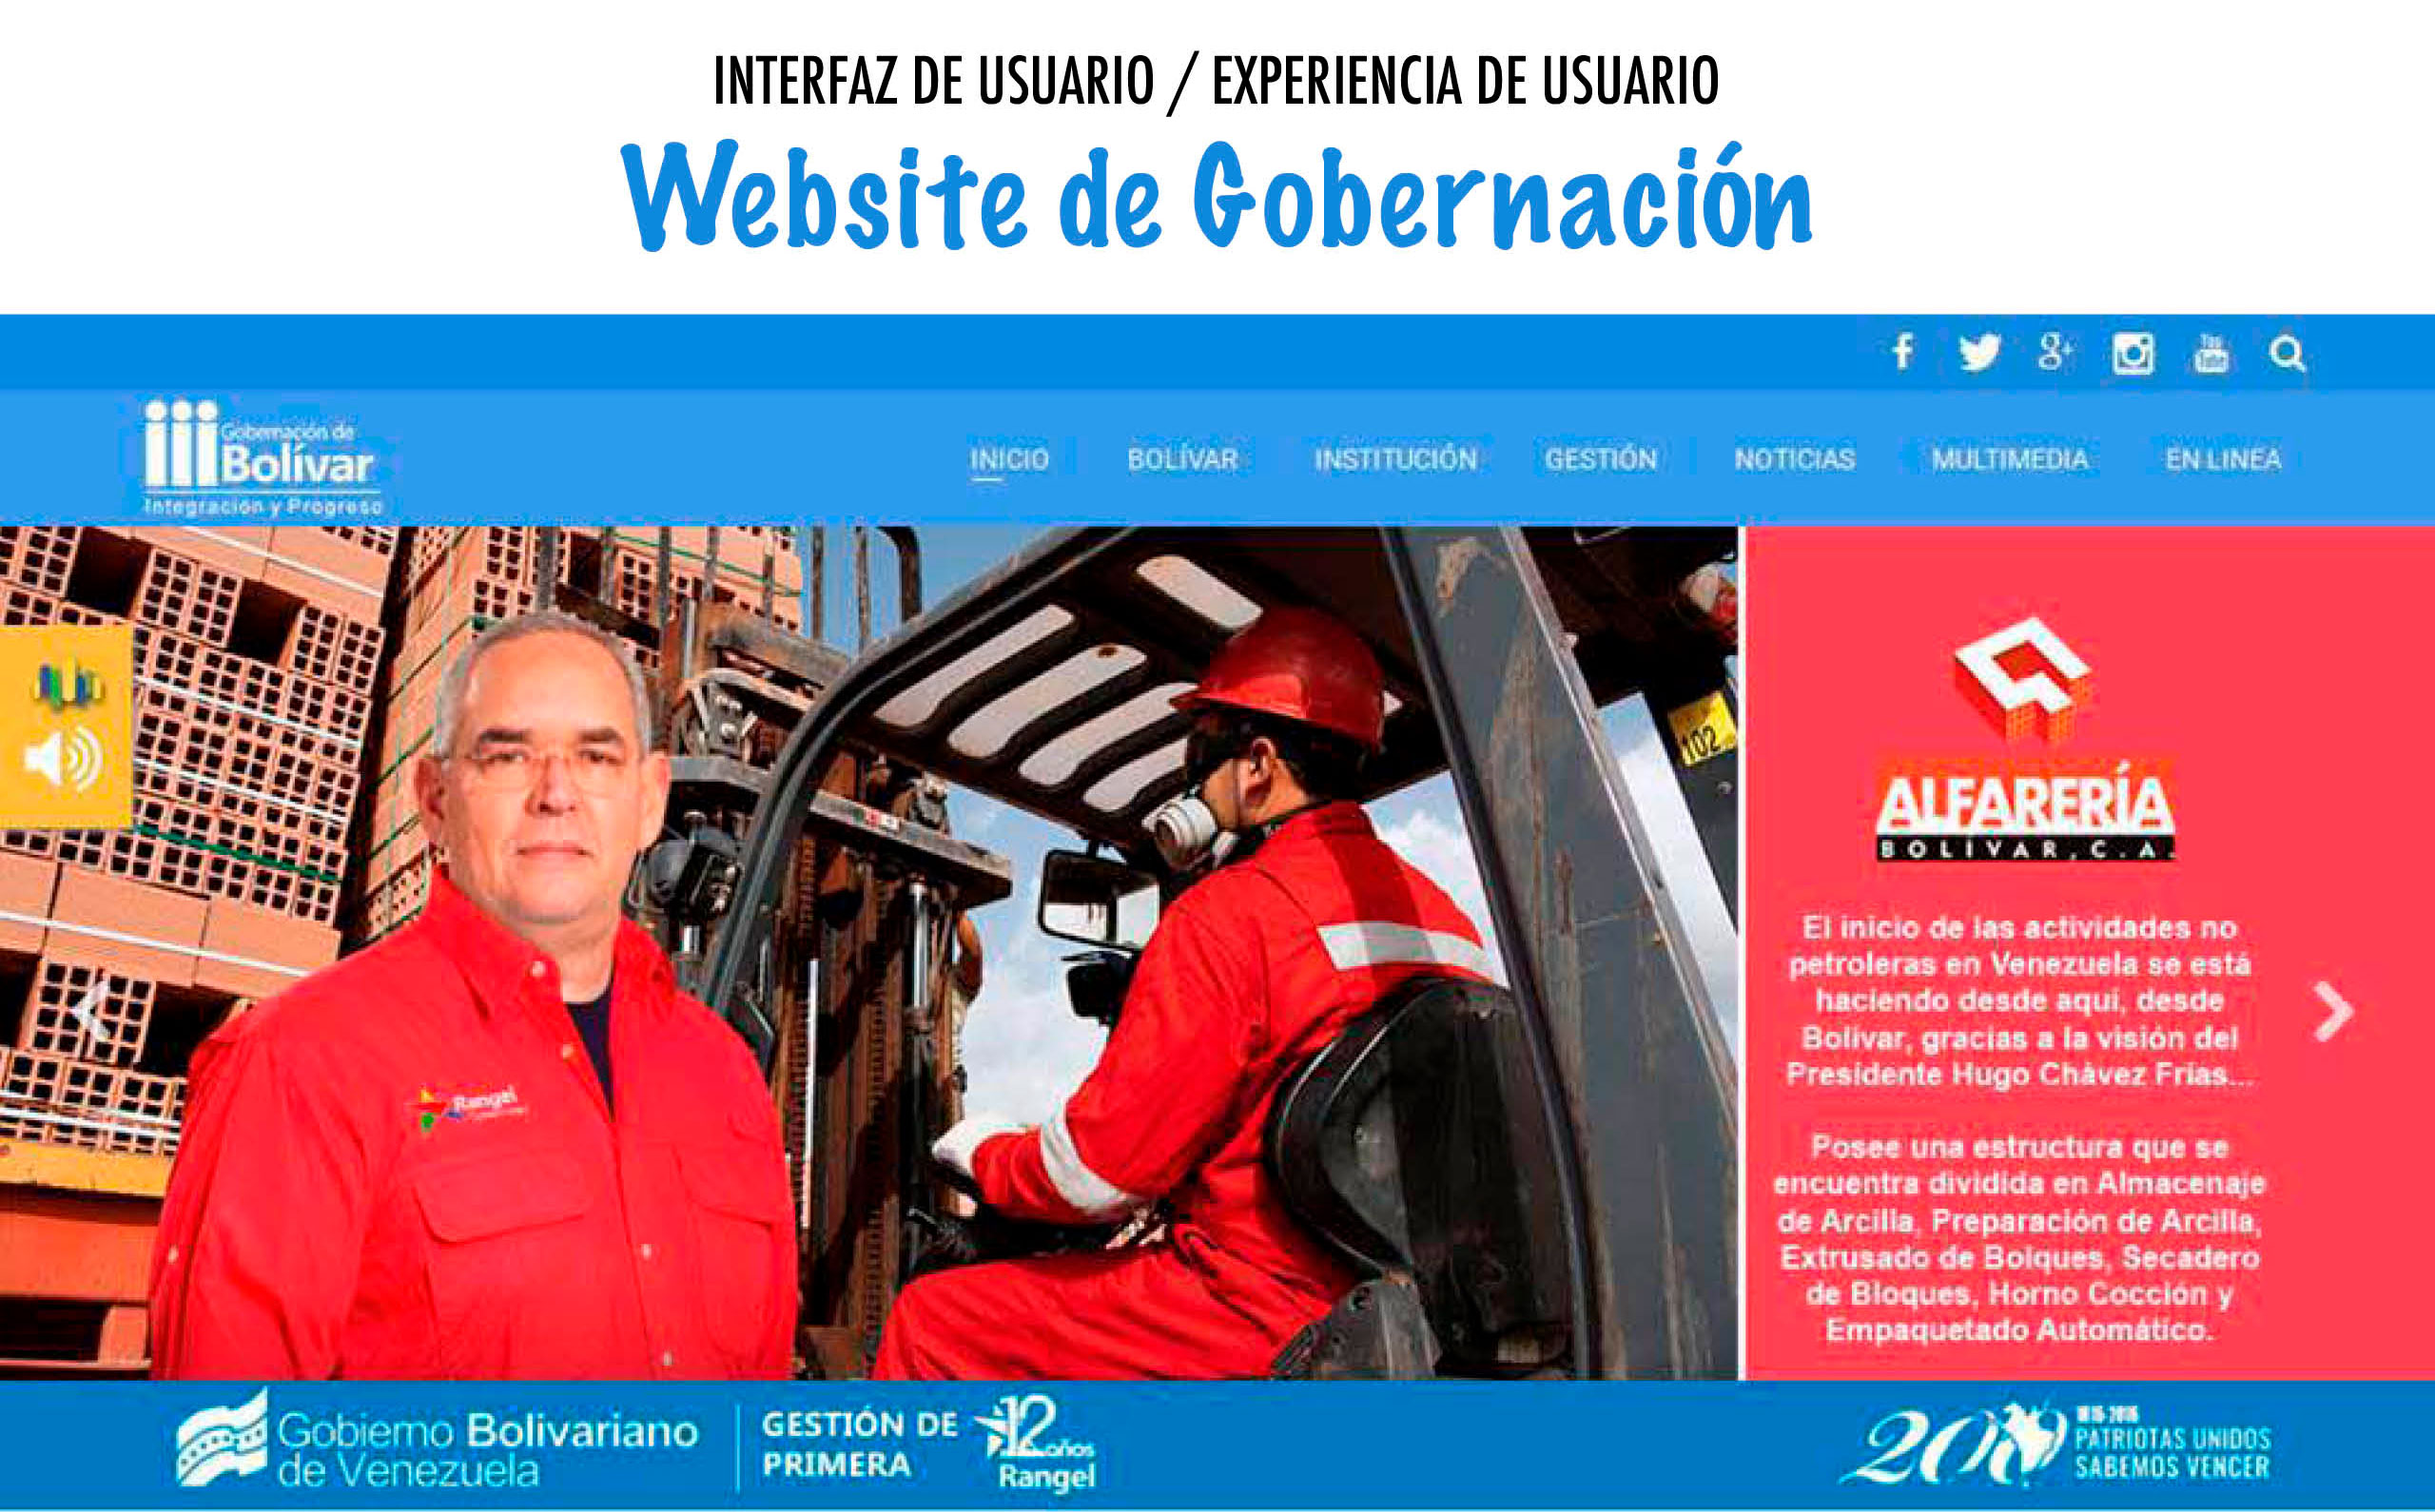 INTERFAZ DE USUARIO / EXPERIENCIA DE USUARIO
Website de Gobernación
f
g+
You Tube
Gobernación de
Bolívar
Integración y Progreso
INICIO
BOLÍVAR
INSTITUCIÓN
GESTIÓN
NOTICIAS
MULTIMEDIA
EN LINEA
102
Rangel
ALFARERÍA
BOLÍVAR, C.A.
El inicio de las actividades no
petroleras en Venezuela se está
haciendo desde aquí, desde
Bolívar, gracias a la visión del
Presidente Hugo Chávez Frías...
Posee una estructura que se
encuentra dividida en Almacenaje
de Arcilla, Preparación de Arcilla,
Extrusado de Bolques, Secadero
de Bloques, Horno Cocción y
Empaquetado Automático.
Gobierno Bolivariano
de Venezuela
GESTIÓN DE
PRIMERA
12
años
Rangel
200
PATRIOTAS UNIDOS
SABEMOS VENCER